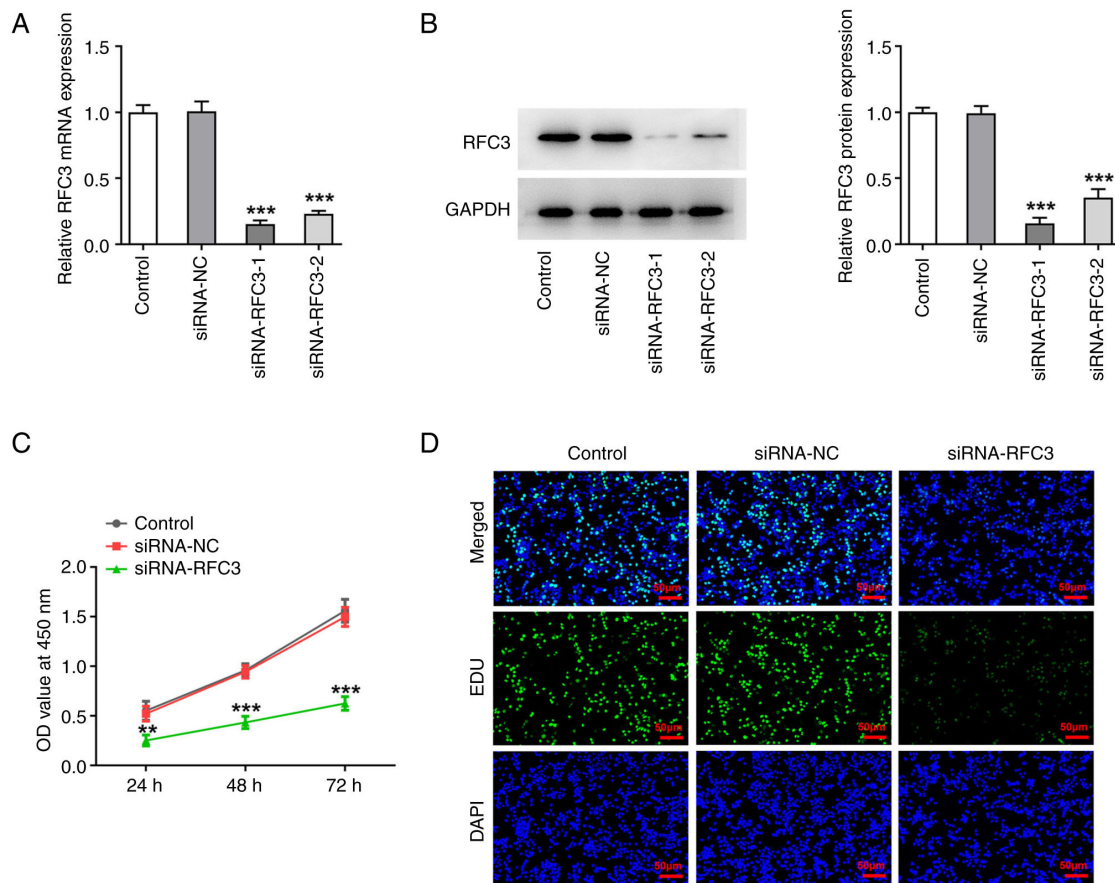 A
Relative RFC3 mRNA expression
1.5
1.0
0.5
0.0
***
***
Control
siRNA-NC
siRNA-RFC3-1
siRNA-RFC3-2
B
RFC3
GAPDH
Control
siRNA-NC
siRNA-RFC3-1
siRNA-RFC3-2
Relative RFC3 protein expression
1.5
1.0
0.5
0.0
***
***
Control
siRNA-NC
siRNA-RFC3-1
siRNA-RFC3-2
C
Control
siRNA-NC
siRNA-RFC3
OD value at 450 nm
2.0
1.5
1.0
0.5
0.0
**
***
***
24 h
48 h
72 h
D
Control
siRNA-NC
siRNA-RFC3
Merged
50μm
50μm
50μm
EDU
50μm
50μm
50μm
DAPI
50μm
50μm
50μm